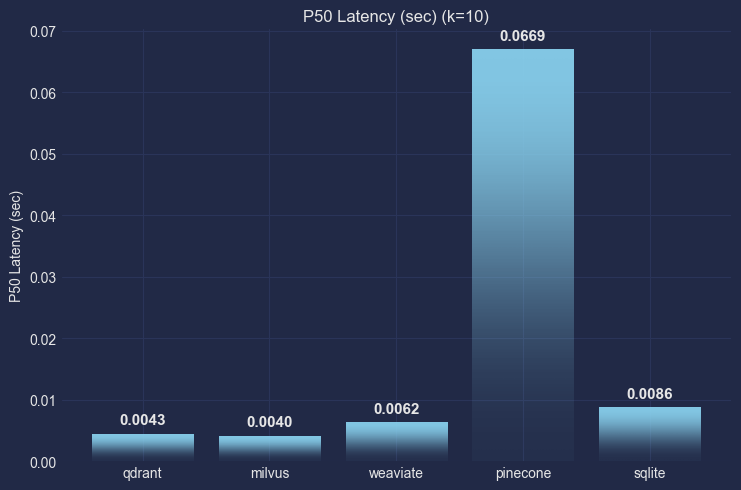 P50 Latency (sec) (k=10)
P50 Latency (sec)
0.07
0.06
0.05
0.04
0.03
0.02
0.01
0.00
0.0043
0.0040
0.0062
0.0669
0.0086
qdrant
milvus
weaviate
pinecone
sqlite